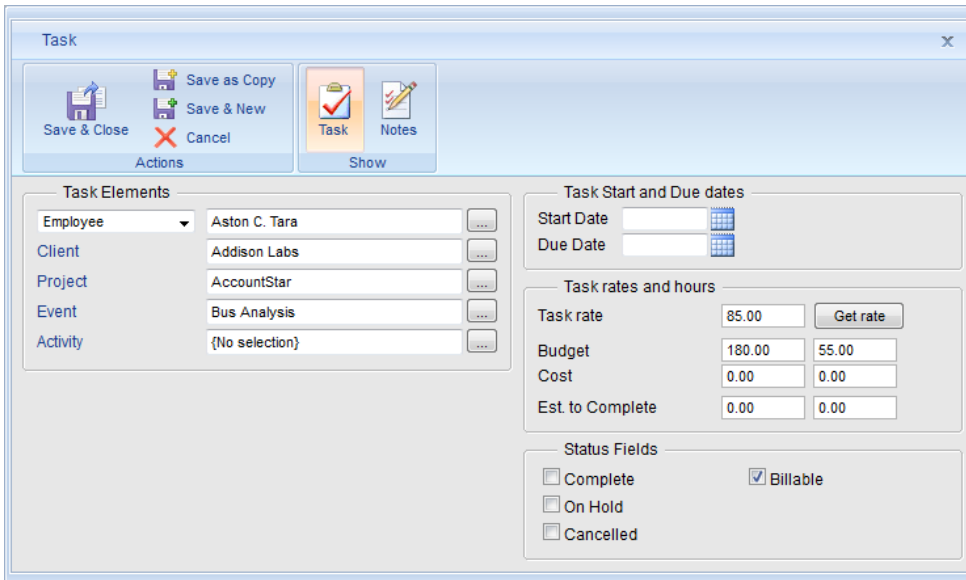 Task x
Save & Close
Save as Copy
Save & New
Cancel
Actions
Task
Notes
Show
Task Elements
Employee Aston C. Tara ...
Client Addison Labs ...
Project AccountStar ...
Event Bus Analysis ...
Activity {No selection} ...
Task Start and Due dates
Start Date
Due Date
Task rates and hours
Task rate 85.00 Get rate
Budget 180.00 55.00
Cost 0.00 0.00
Est. to Complete 0.00 0.00
Status Fields
Complete Billable
On Hold
Cancelled